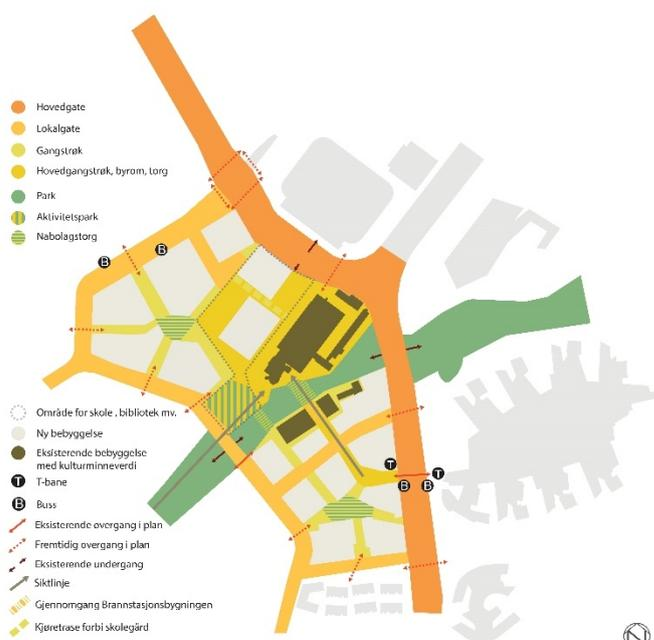 Hovedgate
Lokalgate
Gangstrøk
Hovedgangstrøk, byrom, torg
Park
Aktivitetspark
Nabolagstorg
B
B
Område for skole , bibliotek mv.
Ny bebyggelse
Eksisterende bebyggelse
med kulturminneverdi
T T-bane
B Buss
Eksisterende overgang i plan
Fremtidig overgang i plan
Eksisterende undergang
Siktlinje
Gjennomgang Brannstasjonsbygningen
Kjøretrase forbi skolegård
T
T
B
B
N